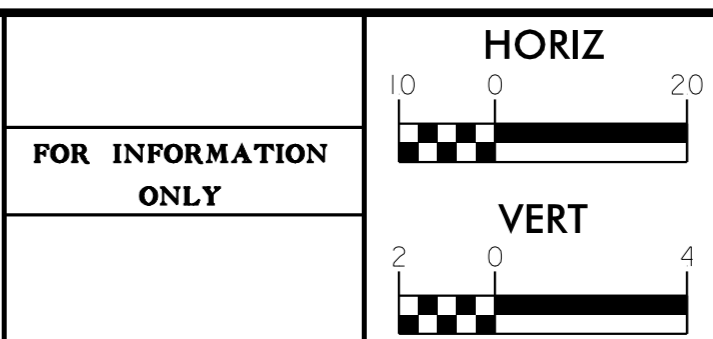 FOR INFORMATION
ONLY
HORIZ
10 0 20
VERT
2 0 4